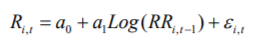 R_{i,t} = a_0 + a_1 Log(RR_{i,t-1}) + ε_{i,t}